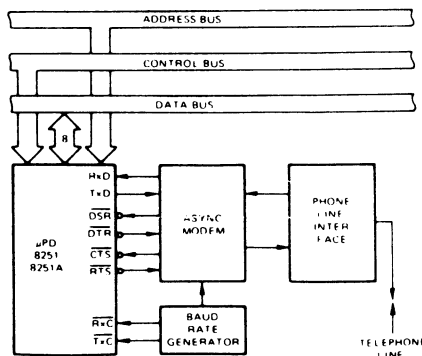 ADDRESS BUS
CONTROL BUS
DATA BUS
8
RxD
TxD
DSR
DTR
CTS
RTS
RxC
TxC
µPD
8251
8251A
ASYNC
MODEM
PHONE
LINE
INTER
FACE
BAUD
RATE
GENERATOR
TELEPHONE
LINE